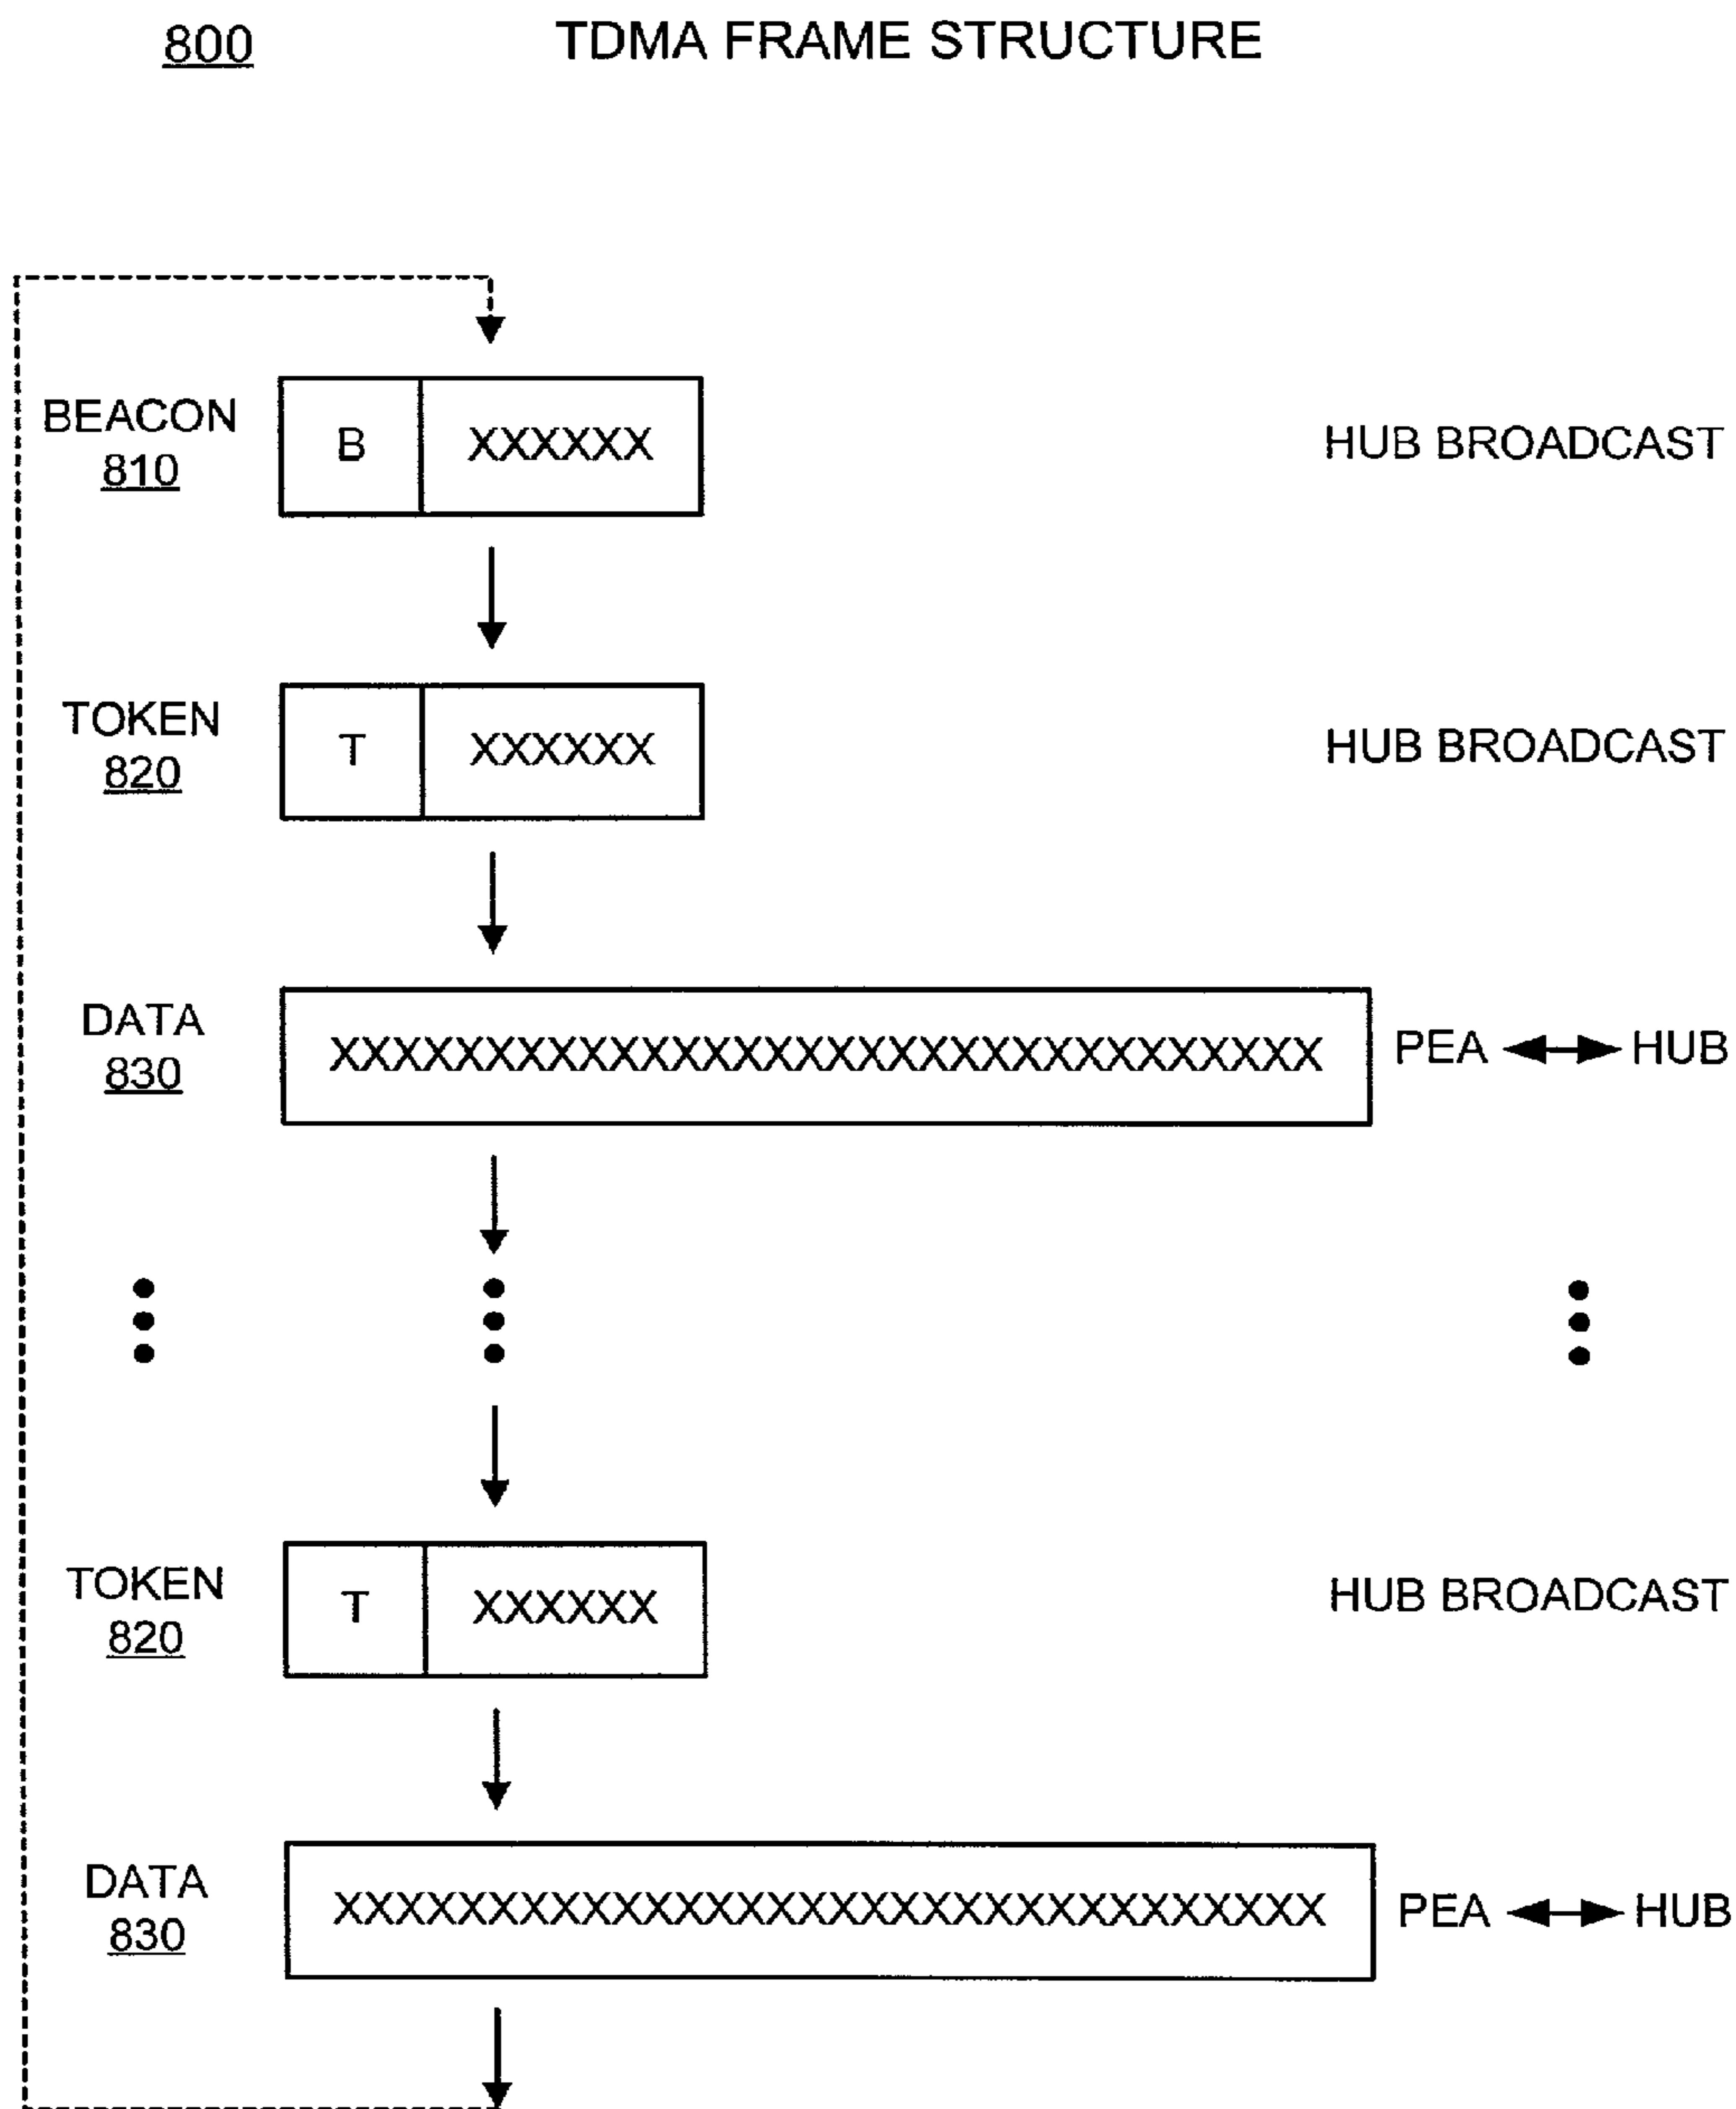 800 TDMA FRAME STRUCTURE
BEACON
810
B XXXXXX
HUB BROADCAST
TOKEN
820
T XXXXXX
HUB BROADCAST
DATA
830
XXXXXXXXXXXXXXXXXXXXXXXXXXXXXXXX
PEA HUB
TOKEN
820
T XXXXXX
HUB BROADCAST
DATA
830
XXXXXXXXXXXXXXXXXXXXXXXXXXXXXXXX
PEA HUB